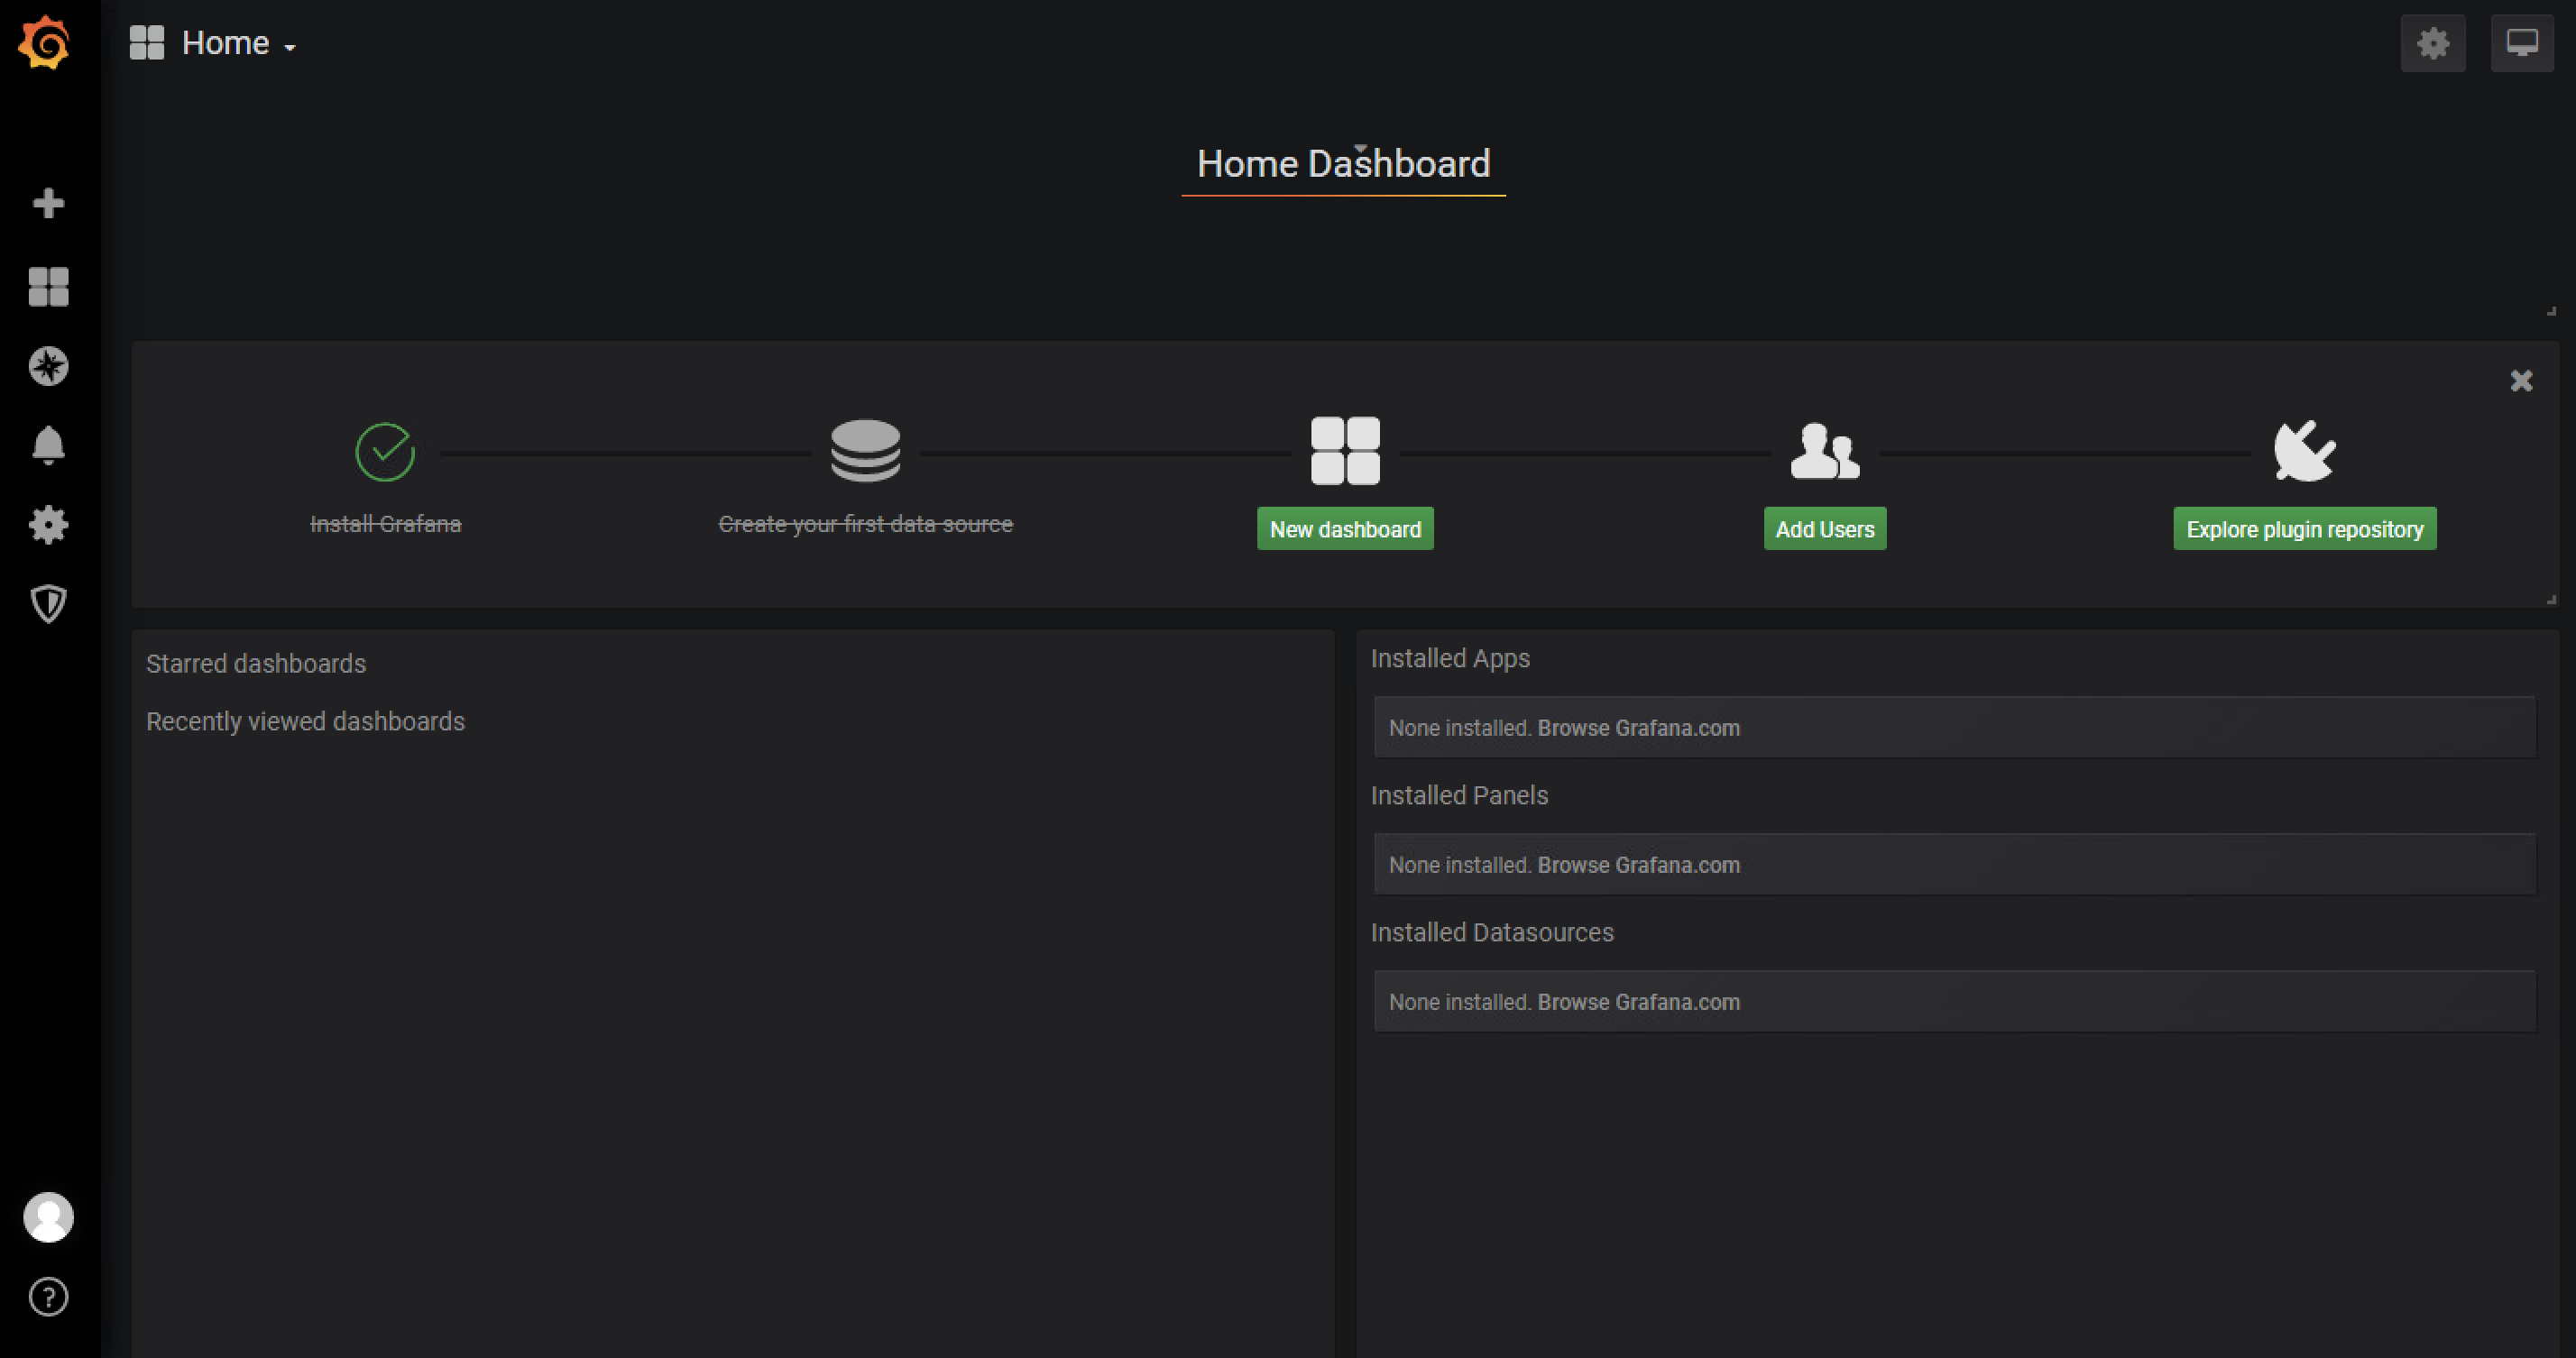 Home
Home Dashboard
Install Grafana
Create your first data source
New dashboard
Add Users
Explore plugin repository
Starred dashboards
Recently viewed dashboards
Installed Apps
None installed. Browse Grafana.com
Installed Panels
None installed. Browse Grafana.com
Installed Datasources
None installed. Browse Grafana.com
?